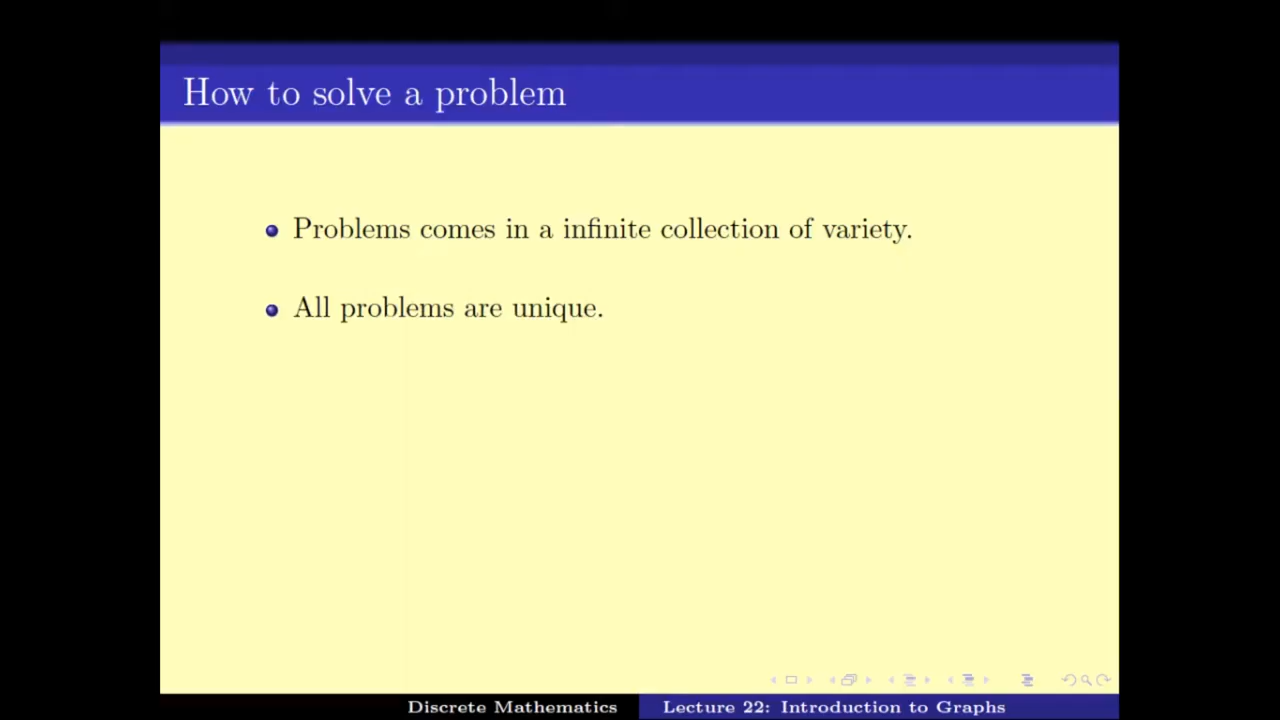 How to solve a problem
Problems comes in a infinite collection of variety.
All problems are unique.
Discrete Mathematics
Lecture 22: Introduction to Graphs